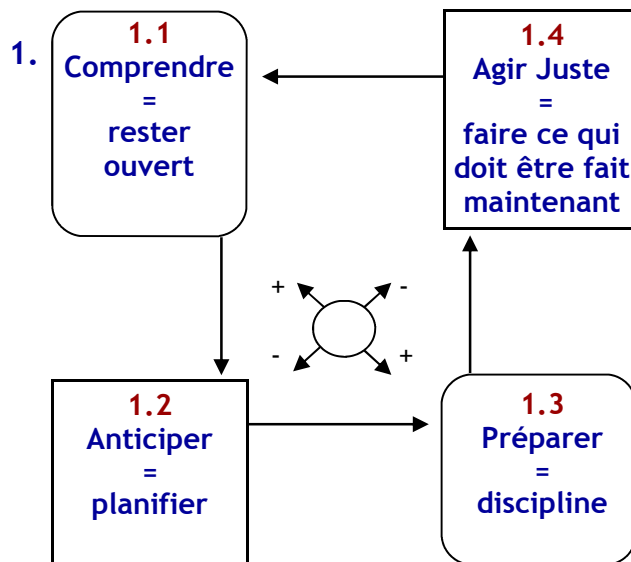 1.
1.1
Comprendre
=
rester
ouvert
1.4
Agir Juste
=
faire ce qui
doit être fait
maintenant
+
-
-
+
1.2
Anticiper
=
planifier
1.3
Préparer
=
discipline